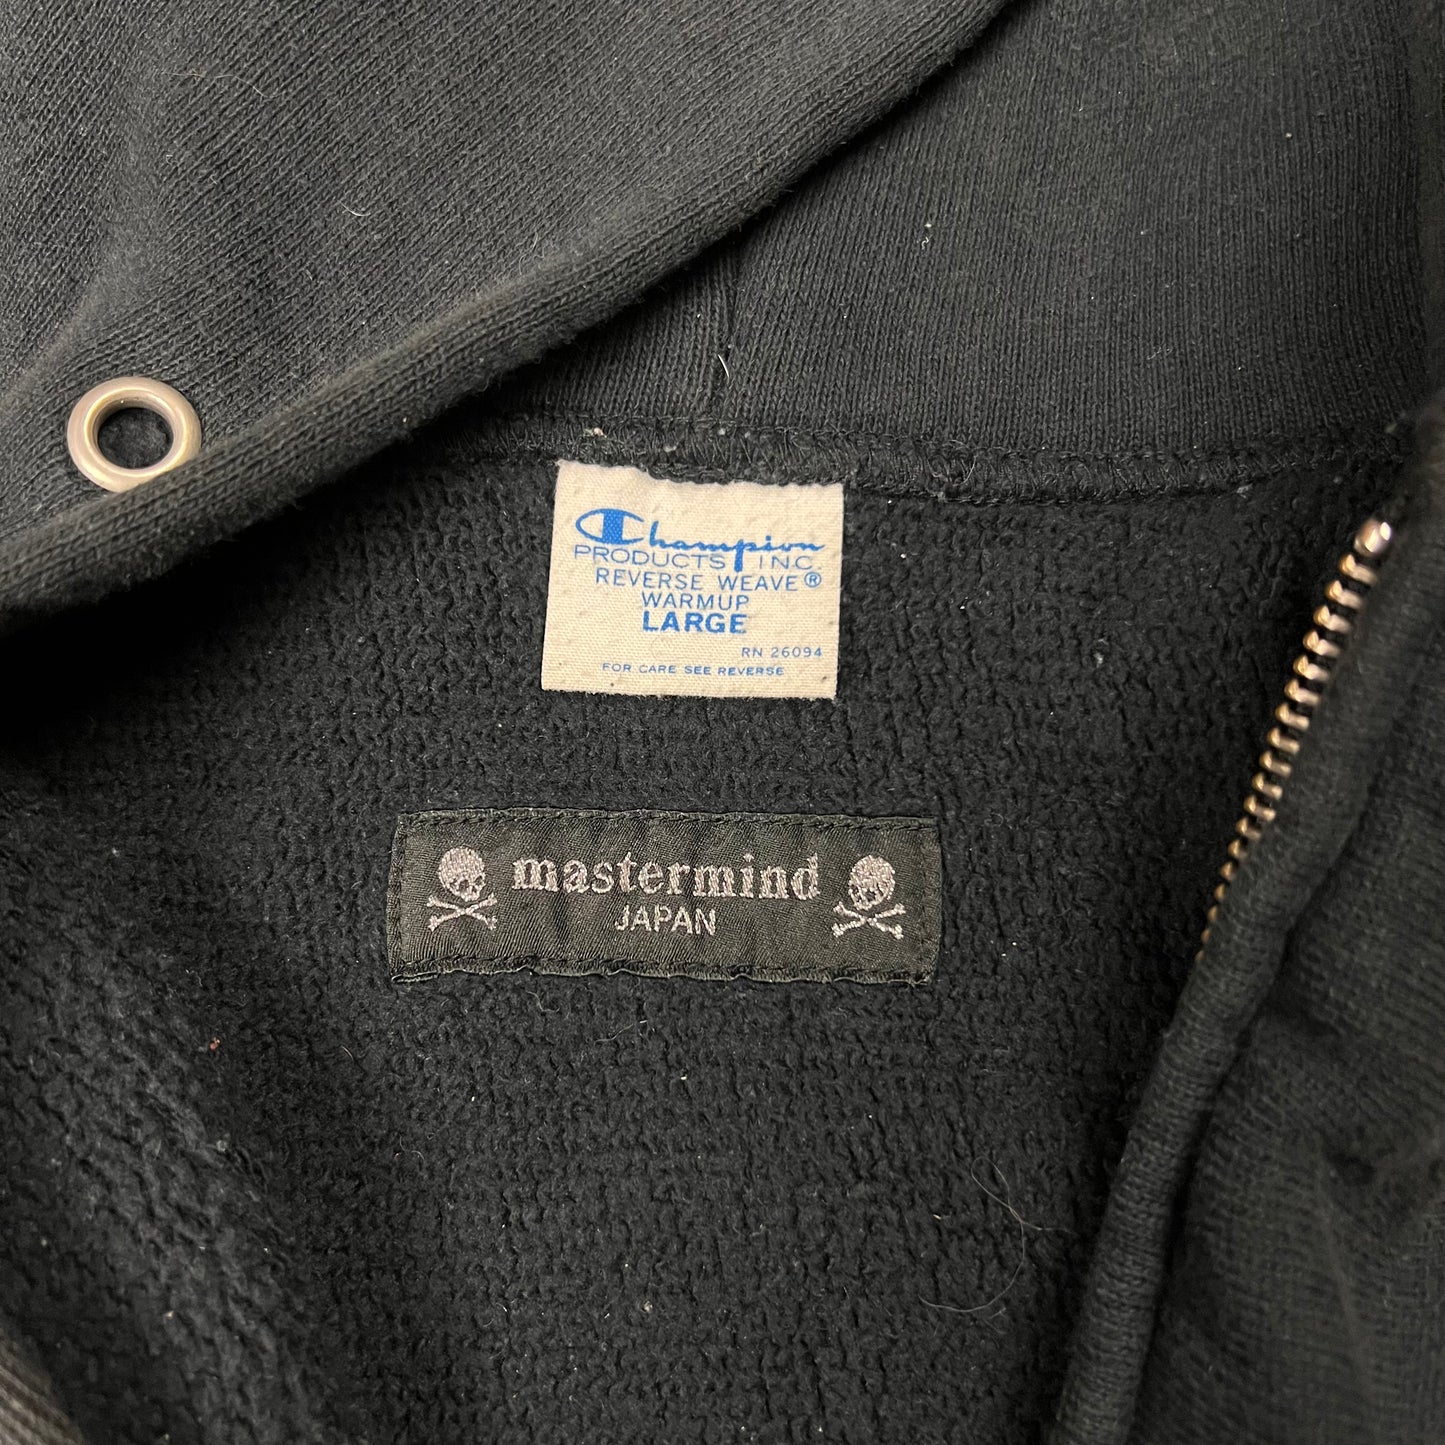 Champion
PRODUCTS INC.
REVERSE WEAVE®
WARMUP
LARGE
RN 26094
FOR CARE SEE REVERSE
mastermind
JAPAN